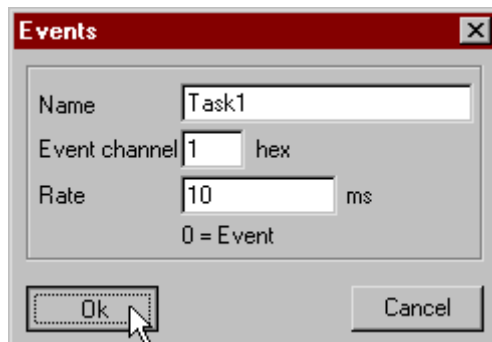 Events
Name Task1
Event channel 1 hex
Rate 10 ms
0 = Event
Ok Cancel